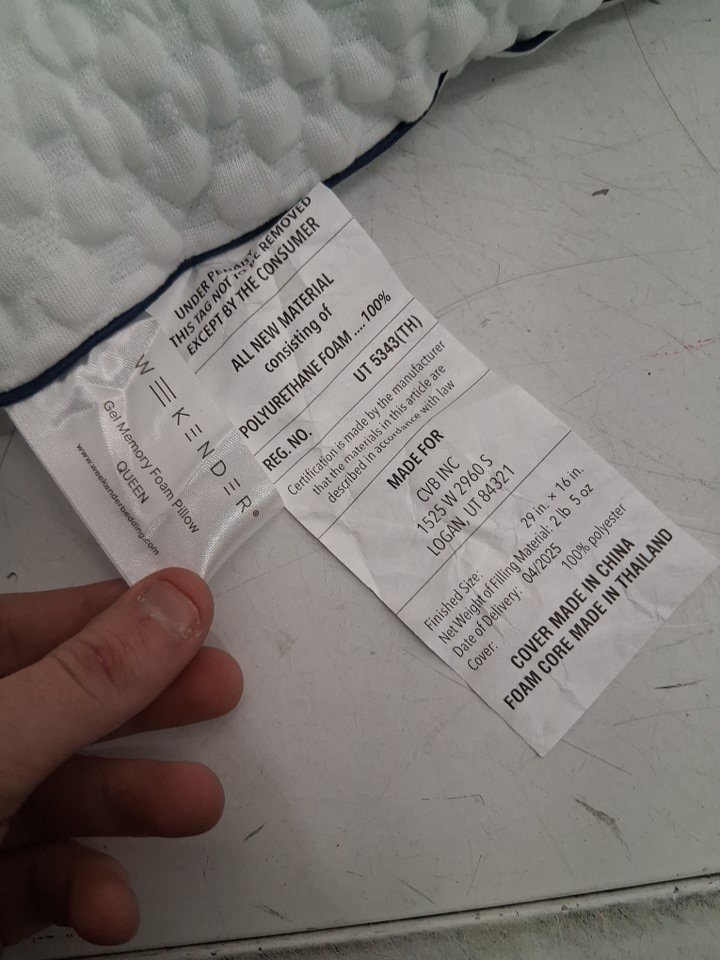 WEEKENDER®
Gel Memory Foam Pillow
QUEEN
www.weekenderbedding.com
UNDER PENALTY
THIS TAG NOT TO BE REMOVED
EXCEPT BY THE CONSUMER
ALL NEW MATERIAL
consisting of
POLYURETHANE FOAM .... 100%
REG. NO. UT 5343(TH)
Certification is made by the manufacturer
that the materials in this article are
described in accordance with law
MADE FOR
CVB INC
1525 W 2960 S
LOGAN, UT 84321
Finished Size: 29 in. × 16 in.
Net Weight of Filling Material: 2 lb 5 oz
Date of Delivery: 04/2025
Cover: 100% polyester
COVER MADE IN CHINA
FOAM CORE MADE IN THAILAND